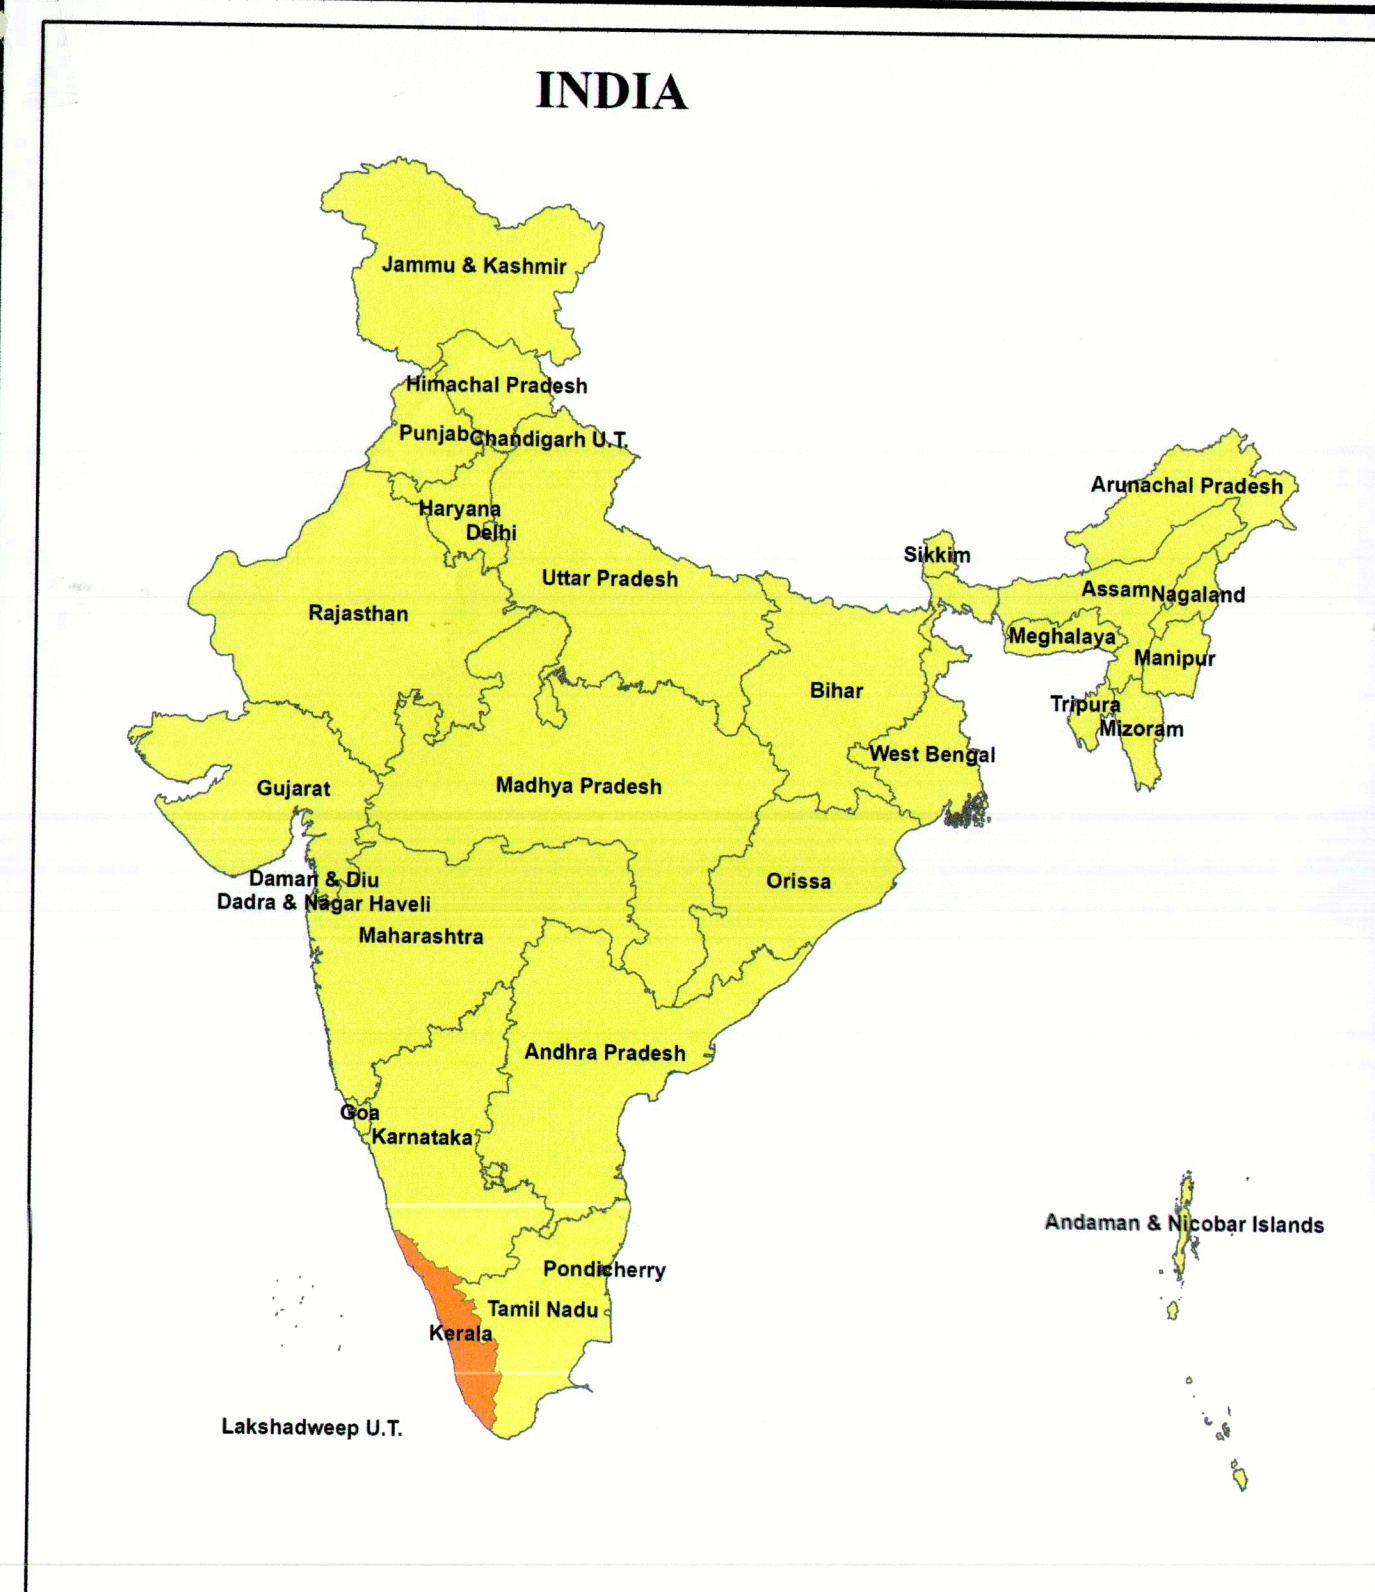 INDIA
Jammu & Kashmir
Himachal Pradesh
Punjab
Chandigarh U.T.
Haryana
Delhi
Arunachal Pradesh
Sikkim
Uttar Pradesh
Assam
Nagaland
Rajasthan
Meghalaya
Manipur
Bihar
Tripura
Mizoram
West Bengal
Madhya Pradesh
Gujarat
Daman & Diu
Orissa
Dadra & Nagar Haveli
Maharashtra
Andhra Pradesh
Goa
Karnataka
Andaman & Nicobar Islands
Pondicherry
Tamil Nadu
Kerala
Lakshadweep U.T.